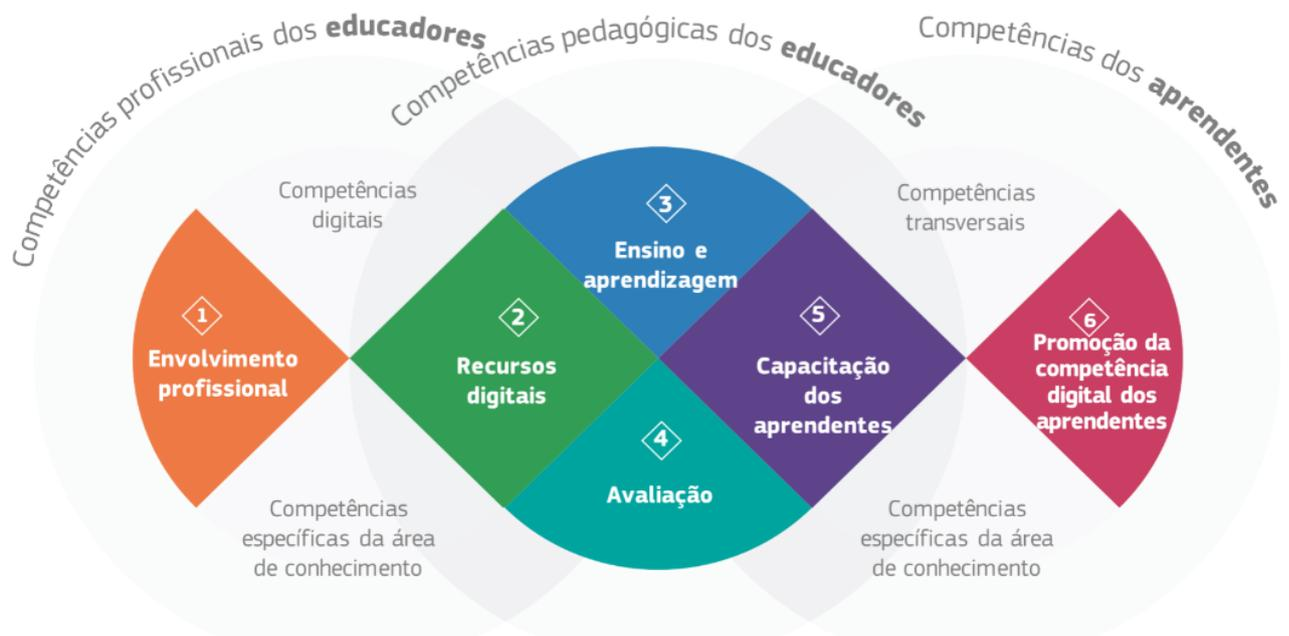 Competências profissionais dos educadores
Competências pedagógicas dos educadores
Competências dos aprendentes
Competências
digitais
Competências
transversais
1
Envolvimento
profissional
2
Recursos
digitais
3
Ensino e
aprendizagem
4
Avaliação
5
Capacitação
dos
aprendentes
6
Promoção da
competência
digital dos
aprendentes
Competências
específicas da área
de conhecimento
Competências
específicas da área
de conhecimento